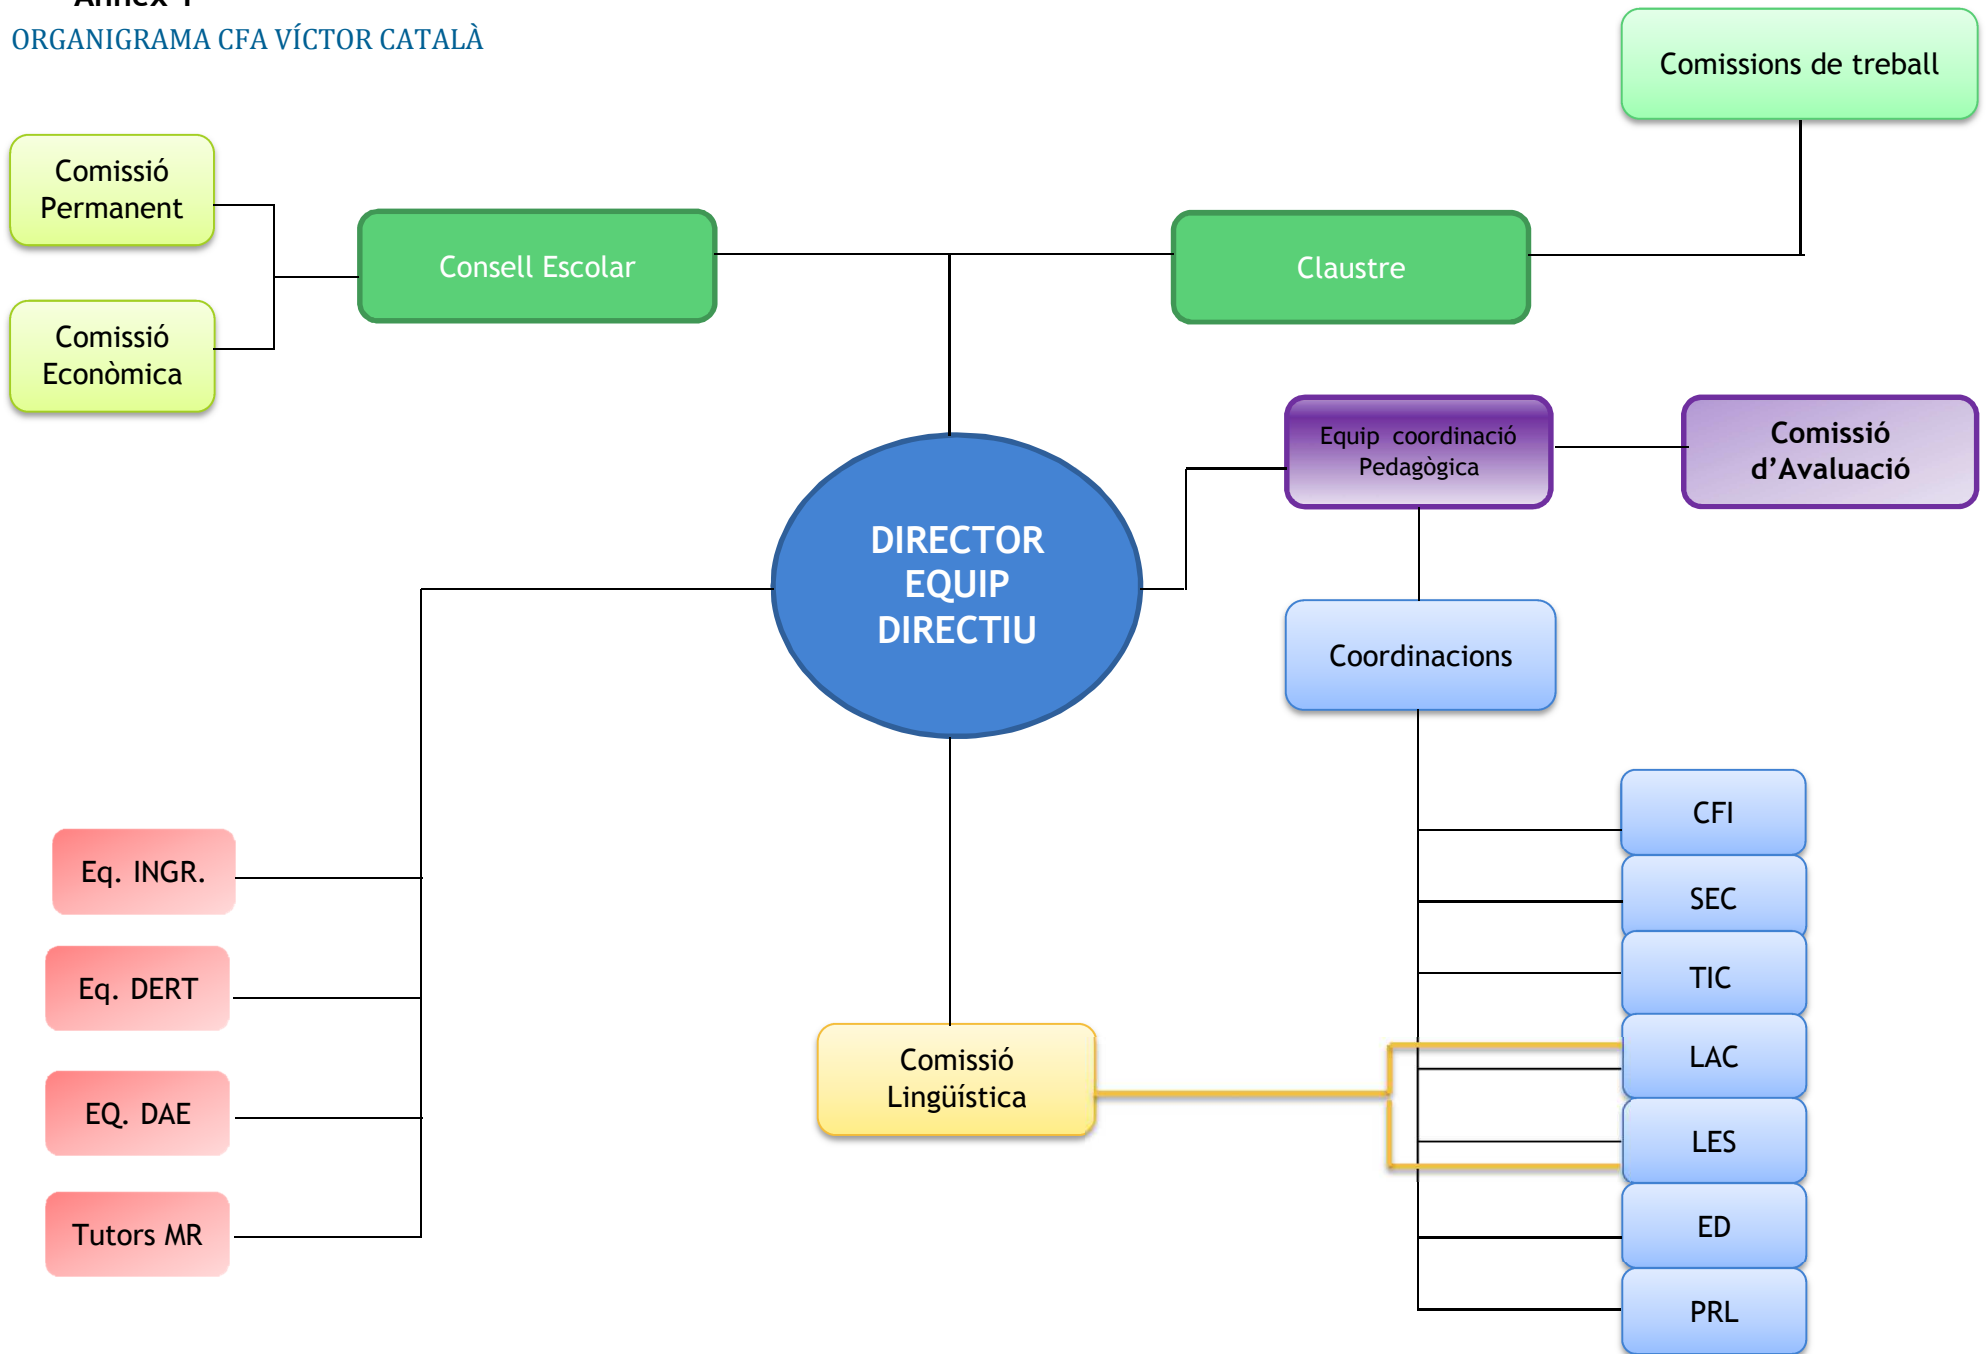 Annex 1
ORGANIGRAMA CFA VÍCTOR CATALÀ
Comissions de treball
Comissió
Permanent
Consell Escolar
Claustre
Comissió
Econòmica
Equip coordinació
Pedagògica
Comissió
d’Avaluació
DIRECTOR
EQUIP
DIRECTIU
Coordinacions
CFI
Eq. INGR.
SEC
Eq. DERT
TIC
Comissió
Lingüística
LAC
EQ. DAE
LES
Tutors MR
ED
PRL